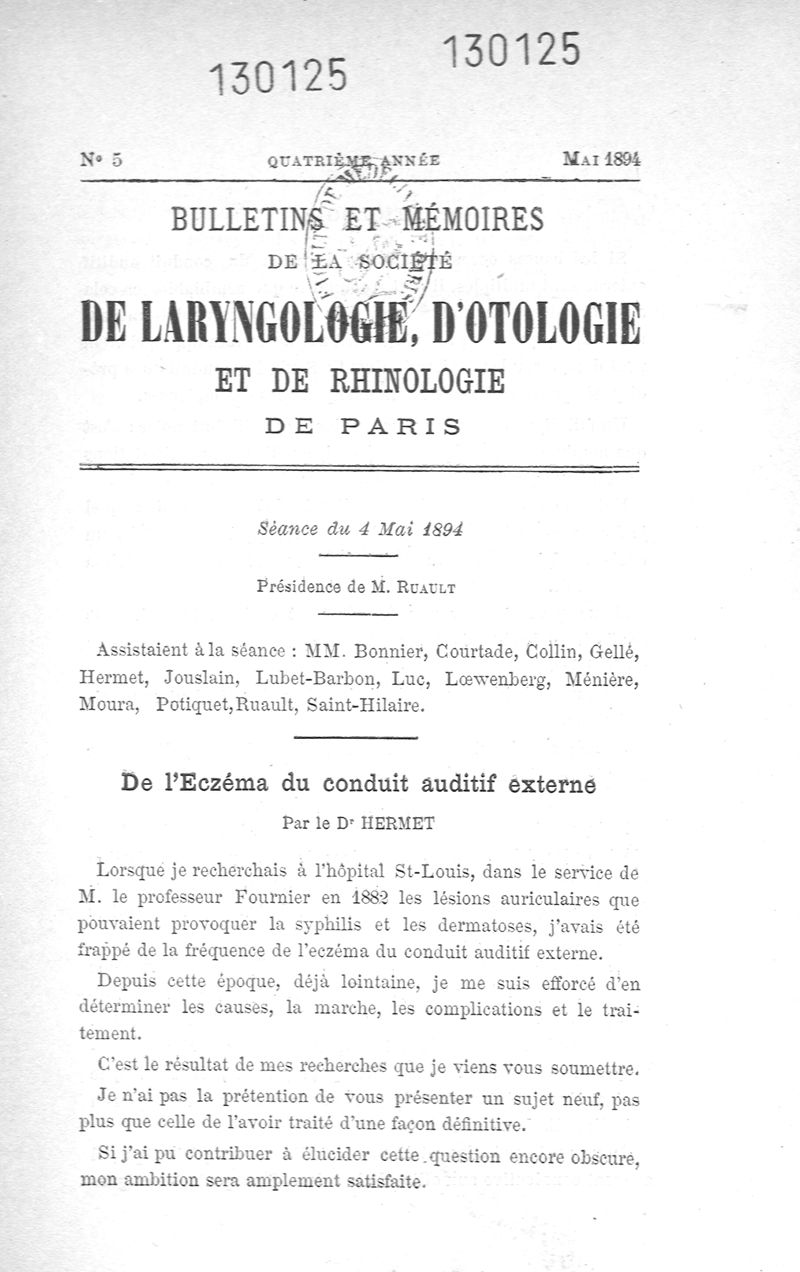 130125
130125
No 5 QUATRIÈME ANNÉE MAI 1894
BULLETINS ET MÉMOIRES
DE LA SOCIÉTÉ
DE LARYNGOLOGIE, D'OTOLOGIE
ET DE RHINOLOGIE
DE PARIS
Séance du 4 Mai 1894
Présidence de M. RUAULT
Assistaient à la séance : MM. Bonnier, Courtade, Collin, Gellé,
Hermet, Jouslain, Lubet-Barbon, Luc, Lœwenberg, Ménière,
Moura, Potiquet, Ruault, Saint-Hilaire.
De l'Eczéma du conduit auditif externe
Par le Dr HERMET
Lorsque je recherchais à l'hôpital St-Louis, dans le service de
M. le professeur Fournier en 1882 les lésions auriculaires que
pouvaient provoquer la syphilis et les dermatoses, j'avais été
frappé de la fréquence de l'eczéma du conduit auditif externe.
Depuis cette époque, déjà lointaine, je me suis efforcé d'en
déterminer les causes, la marche, les complications et le trai-
tement.
C'est le résultat de mes recherches que je viens vous soumettre.
Je n'ai pas la prétention de vous présenter un sujet neuf, pas
plus que celle de l'avoir traité d'une façon définitive.
Si j'ai pu contribuer à élucider cette question encore obscure,
mon ambition sera amplement satisfaite.